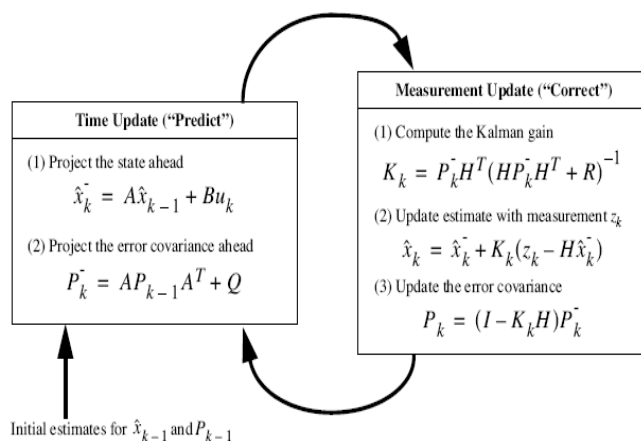 Time Update (“Predict”)
(1) Project the state ahead
x̂⁻ₖ = Ax̂ₖ₋₁ + Buₖ
(2) Project the error covariance ahead
P⁻ₖ = APₖ₋₁Aᵀ + Q
Measurement Update (“Correct”)
(1) Compute the Kalman gain
Kₖ = P⁻ₖHᵀ(HP⁻ₖHᵀ + R)⁻¹
(2) Update estimate with measurement zₖ
x̂ₖ = x̂⁻ₖ + Kₖ(zₖ – Hx̂⁻ₖ)
(3) Update the error covariance
Pₖ = (I – KₖH)P⁻ₖ
Initial estimates for x̂ₖ₋₁ and Pₖ₋₁